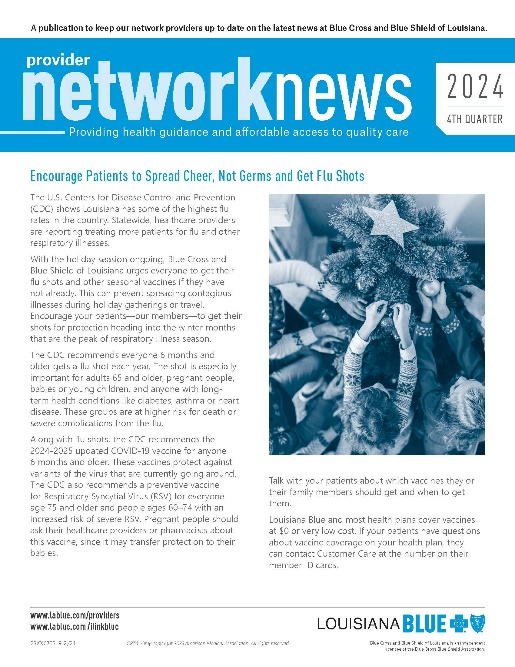 A publication to keep our network providers up to date on the latest news at Blue Cross and Blue Shield of Louisiana.
provider
networknews
Providing health guidance and affordable access to quality care
2024
4TH QUARTER
Encourage Patients to Spread Cheer, Not Germs and Get Flu Shots
The U.S. Centers for Disease Control and Prevention
(CDC) shows Louisiana has some of the highest flu
rates in the country. Statewide, healthcare providers
are reporting treating more patients for flu and other
respiratory illnesses.
With the holiday season ongoing, Blue Cross and
Blue Shield of Louisiana urges everyone to get their
flu shots and other seasonal vaccines if they have
not already. This can prevent spreading contagious
illnesses during holiday gatherings or travel.
Encourage your patients—our members—to get their
shots for protection heading into the winter months
that are the peak of respiratory illness season.
The CDC recommends everyone 6 months and
older gets a flu shot each year. The shot is especially
important for adults 65 and older, pregnant people,
babies or young children, and anyone with long-
term health conditions like diabetes, asthma or heart
disease. These groups are at higher risk for death or
severe complications from the flu.
Along with flu shots, the CDC recommends the
2024-2025 updated COVID-19 vaccine for anyone
6 months and older. These vaccines protect against
variants of the virus that are currently going around.
The CDC also recommends a preventive vaccine
for Respiratory Syncytial Virus (RSV) for everyone
age 75 and older and people ages 60–74 with an
increased risk of severe RSV. Pregnant people should
ask their healthcare providers or pharmacists about
this vaccine, since it may transfer protection to their
babies.
Talk with your patients about which vaccines they or
their family members should get and when to get
them.
Louisiana Blue and most health plans cover vaccines
at $0 or very low cost. If your patients have questions
about vaccine coverage on their health plan, they
can contact Customer Care at the number on their
member ID cards.
www.lablue.com/providers
www.lablue.com/ilinkblue
LOUISIANA BLUE
Blue Cross and Blue Shield of Louisiana is an independent
licensee of the Blue Cross Blue Shield Association.